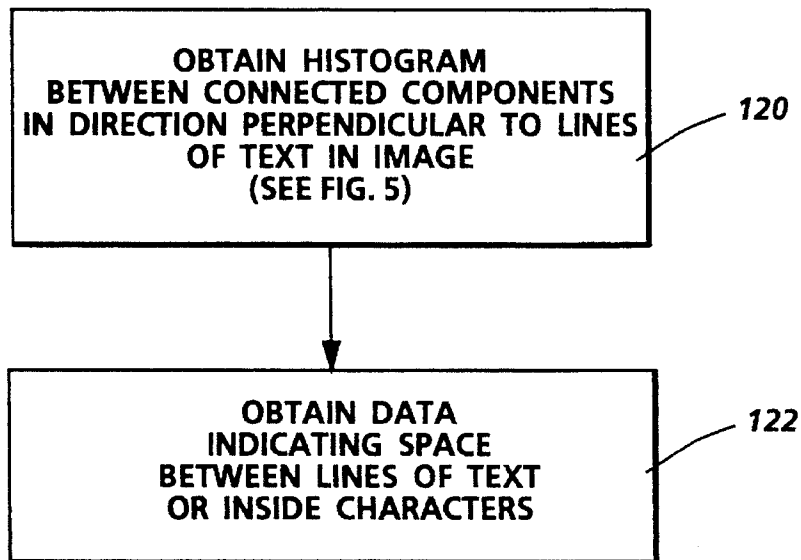 OBTAIN HISTOGRAM
BETWEEN CONNECTED COMPONENTS
IN DIRECTION PERPENDICULAR TO LINES
OF TEXT IN IMAGE
(SEE FIG. 5)
120
OBTAIN DATA
INDICATING SPACE
BETWEEN LINES OF TEXT
OR INSIDE CHARACTERS
122